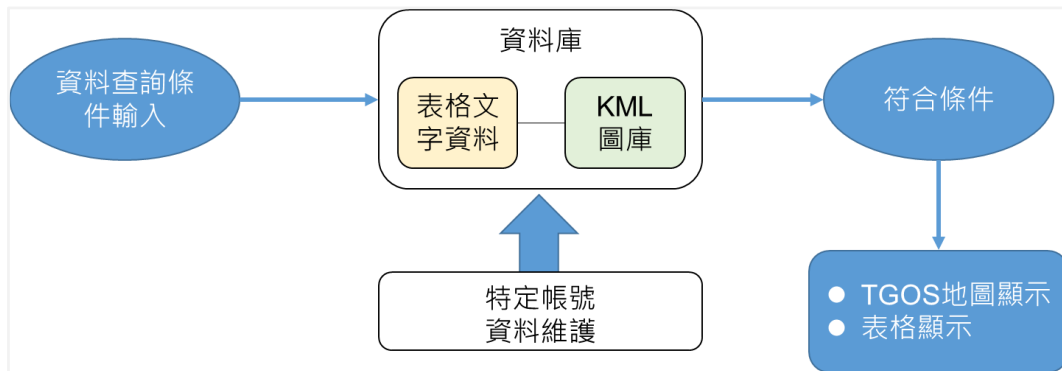 資料查詢條
件輸入
資料庫
表格文
字資料
KML
圖庫
符合條件
特定帳號
資料維護
TGOS地圖顯示
表格顯示